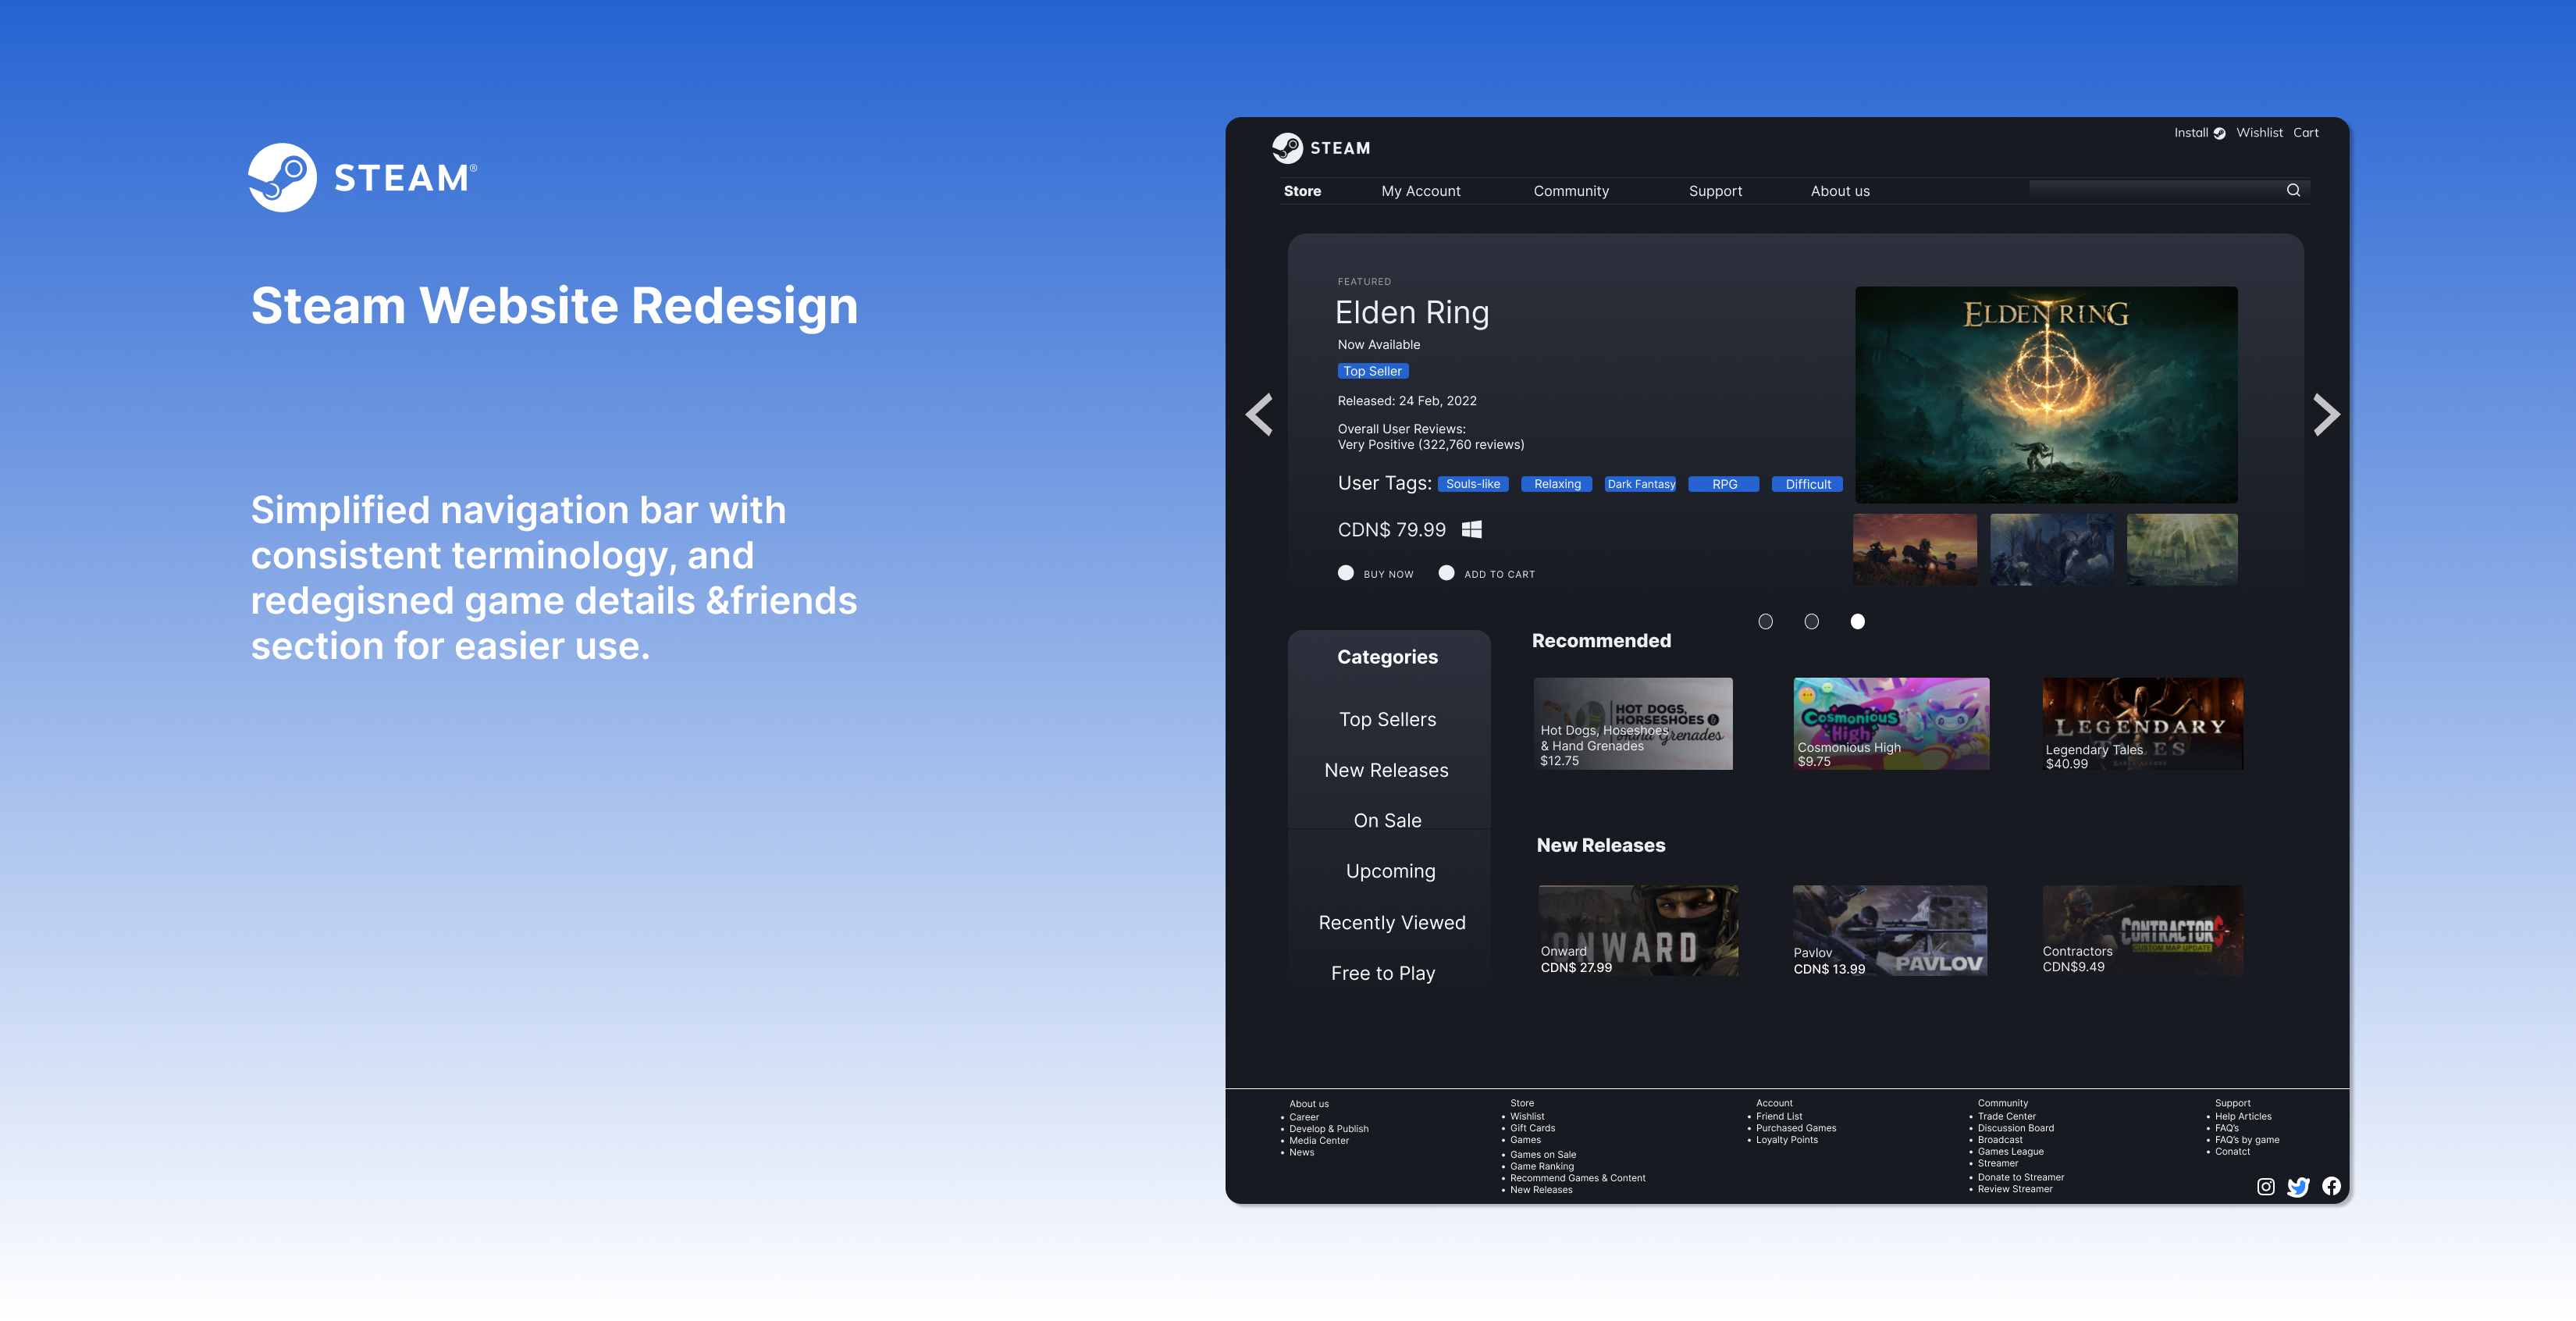 STEAM®
Steam Website Redesign
Simplified navigation bar with
consistent terminology, and
redegisned game details &friends
section for easier use.
STEAM
Install Wishlist Cart
Store My Account Community Support About us
FEATURED
Elden Ring
Now Available
Top Seller
Released: 24 Feb, 2022
Overall User Reviews:
Very Positive (322,760 reviews)
User Tags: Souls-like Relaxing Dark Fantasy RPG Difficult
CDN$ 79.99
BUY NOW ADD TO CART
ELDEN RING
Categories
Top Sellers
New Releases
On Sale
Upcoming
Recently Viewed
Free to Play
Recommended
HOT DOGS,
HORSESHOES &
Hand Grenades
Hot Dogs, Hoseshoes
& Hand Grenades
$12.75
Cosmonious
High
Cosmonious High
$9.75
LEGENDARY
TALES
Legendary Tales
$40.99
New Releases
ONWARD
Onward
CDN$ 27.99
PAVLOV
Pavlov
CDN$ 13.99
CONTRACTORS
CUSTOM MAP UPDATE
Contractors
CDN$9.49
About us
• Career
• Develop & Publish
• Media Center
• News
Store
• Wishlist
• Gift Cards
• Games
• Games on Sale
• Game Ranking
• Recommend Games & Content
• New Releases
Account
• Friend List
• Purchased Games
• Loyalty Points
Community
• Trade Center
• Discussion Board
• Broadcast
• Games League
• Streamer
• Donate to Streamer
• Review Streamer
Support
• Help Articles
• FAQ's
• FAQ's by game
• Conatct